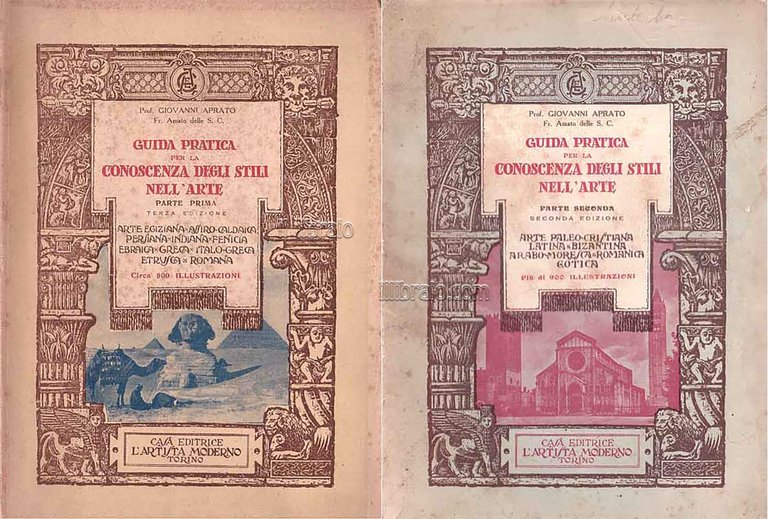 Prof. GIOVANNI APRATO
Fr. Amato delle S. C.
GUIDA PRATICA
PER LA
CONOSCENZA DEGLI STILI
NELL'ARTE
PARTE PRIMA
TERZA EDIZIONE
ARTE EGIZIANA-ASSIRO-CALDAICA
PERSIANA-INDIANA-FENICIA
EBRAICA-GRECA-ITALO-GRECA
ETRUSCA-ROMANA
Circa 800 ILLUSTRAZIONI
CASA EDITRICE
L'ARTISTA MODERNO
TORINO
Prof. GIOVANNI APRATO
Fr. Amato delle S. C.
GUIDA PRATICA
PER LA
CONOSCENZA DEGLI STILI
NELL'ARTE
PARTE SECONDA
SECONDA EDIZIONE
ARTE PALEO-CRISTIANA
LATINA-BIZANTINA
ARABO-MORESCA-ROMANICA
GOTICA
Più di 900 ILLUSTRAZIONI
CASA EDITRICE
L'ARTISTA MODERNO
TORINO